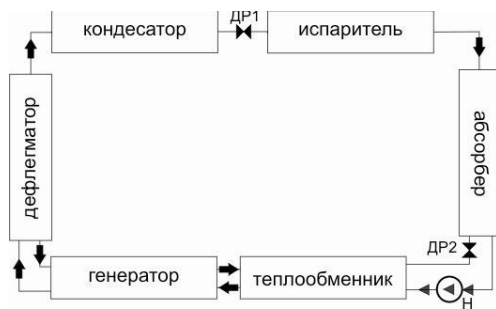 кондесатор
ДР1
испаритель
дефлегматор
абсорбер
ДР2
генератор
теплообменник
Н